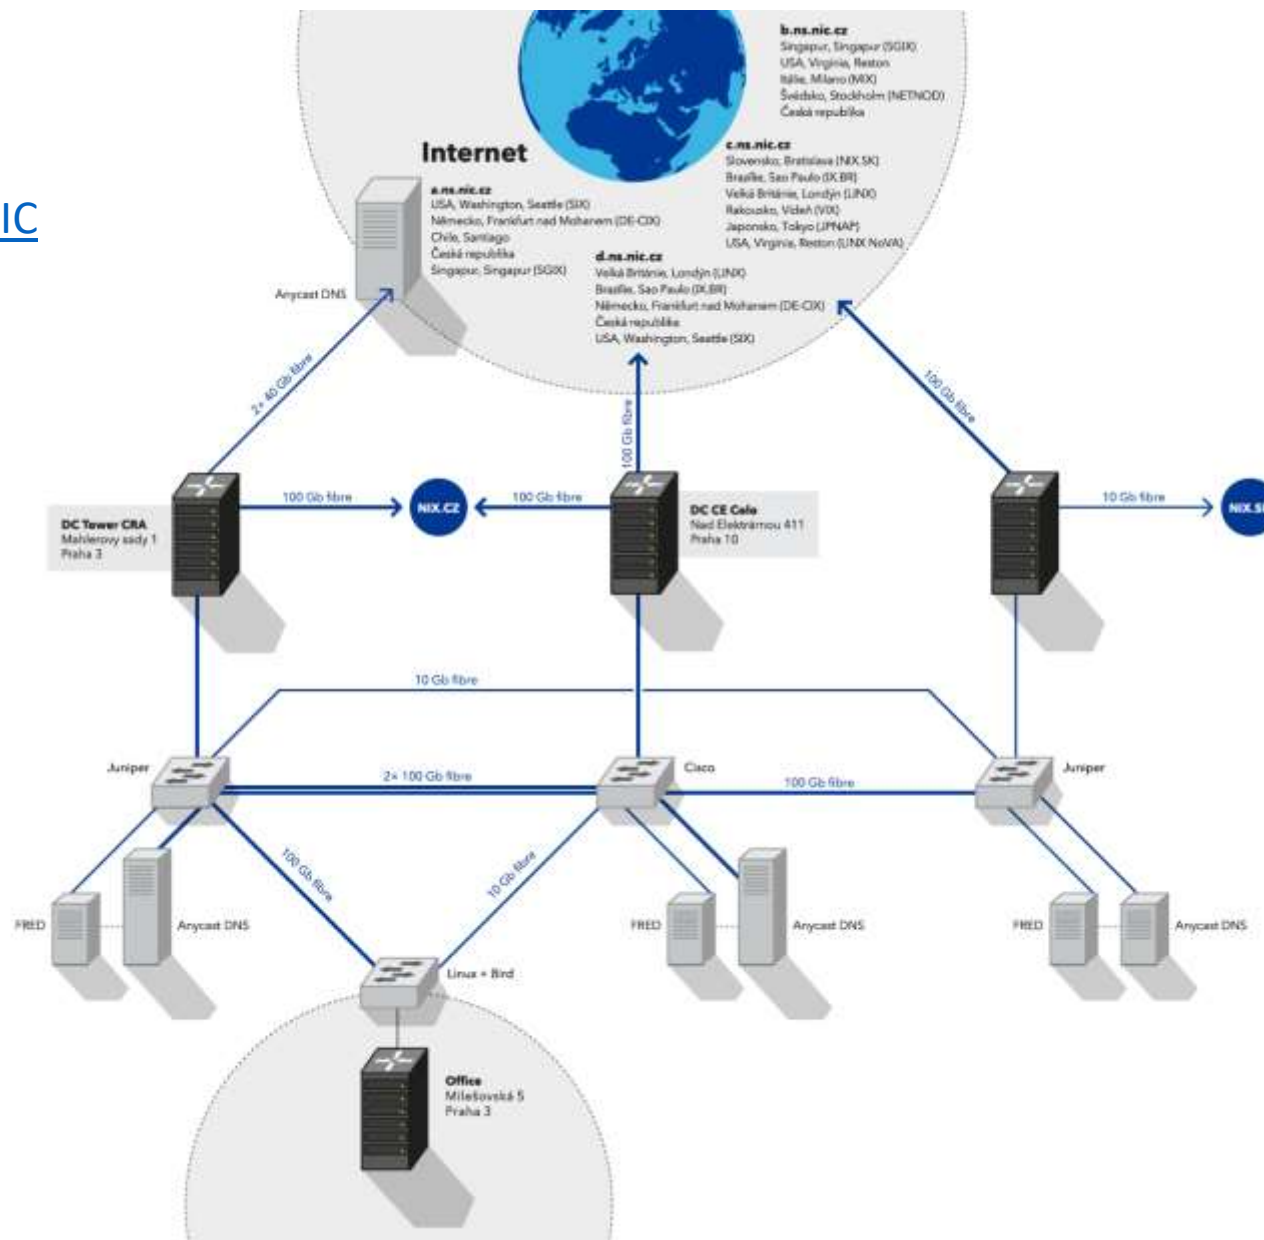 IC
b.ns.nic.cz
Singapur, Singapur (SGIX)
USA, Virginia, Reston
Itálie, Milano (MIX)
Švédsko, Stockholm (NETNOD)
Česká republika
Internet
c.ns.nic.cz
Slovensko, Bratislava (NIX.SK)
Brazílie, Sao Paulo (IX.BR)
Velká Británie, Londýn (LINX)
Rakousko, Vídeň (VIX)
Japonsko, Tokyo (JPNAP)
USA, Virginia, Reston (LINX NoVA)
a.ns.nic.cz
USA, Washington, Seattle (SIX)
Německo, Frankfurt nad Mohanem (DE-CIX)
Chile, Santiago
Česká republika
Singapur, Singapur (SGIX)
d.ns.nic.cz
Velká Británie, Londýn (LINX)
Brazílie, Sao Paulo (IX.BR)
Německo, Frankfurt nad Mohanem (DE-CIX)
Česká republika
USA, Washington, Seattle (SIX)
Anycast DNS
2× 40 Gb fibre
100 Gb fibre
100 Gb fibre
100 Gb fibre
NIX.CZ
100 Gb fibre
10 Gb fibre
NIX.S
DC Tower CRA
Mahlerovy sady 1
Praha 3
DC CE Colo
Nad Elektrárnou 411
Praha 10
10 Gb fibre
Juniper
2× 100 Gb fibre
Cisco
100 Gb fibre
Juniper
100 Gb fibre
10 Gb fibre
FRED
Anycast DNS
FRED
Anycast DNS
FRED
Anycast DNS
Linux + Bird
Office
Milešovská 5
Praha 3